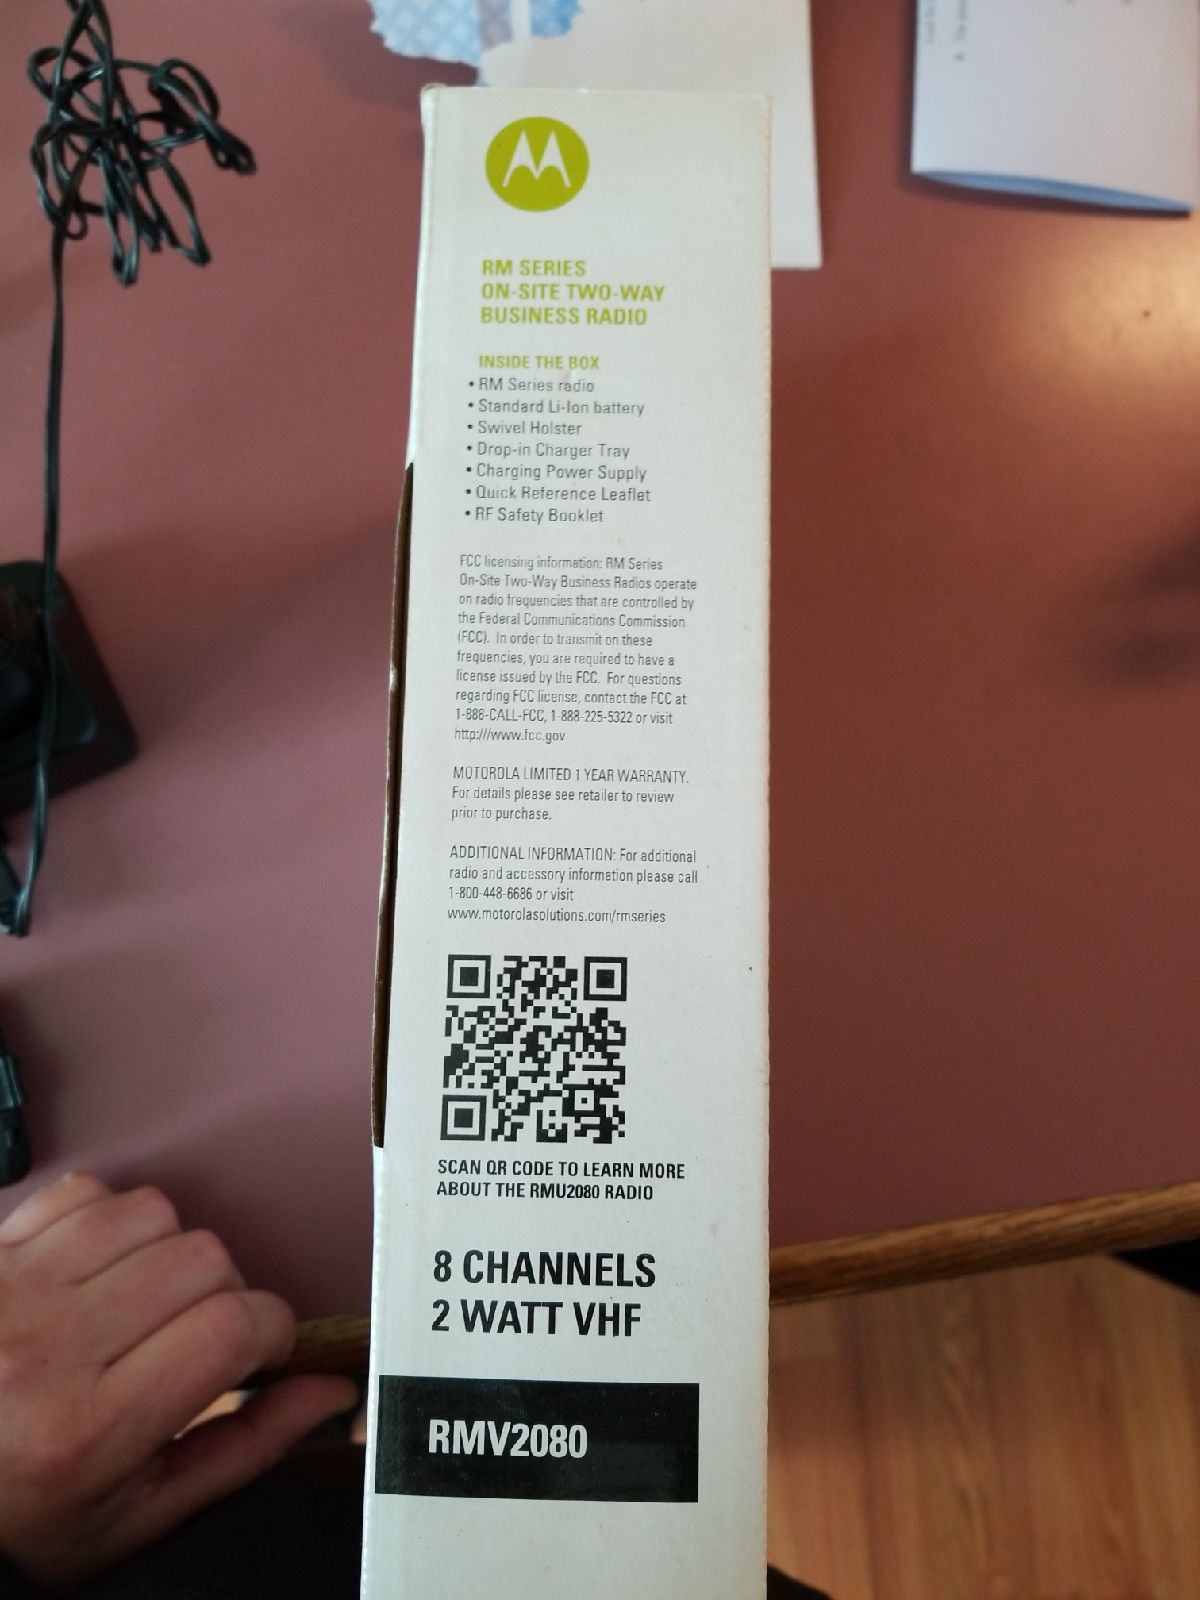 RM SERIES
ON-SITE TWO-WAY
BUSINESS RADIO
INSIDE THE BOX
• RM Series radio
• Standard Li-Ion battery
• Swivel Holster
• Drop-in Charger Tray
• Charging Power Supply
• Quick Reference Leaflet
• RF Safety Booklet
FCC licensing information: RM Series
On-Site Two-Way Business Radios operate
on radio frequencies that are controlled by
the Federal Communications Commission
(FCC). In order to transmit on these
frequencies, you are required to have a
license issued by the FCC. For questions
regarding FCC license, contact the FCC at
1-888-CALL-FCC, 1-888-225-5322 or visit
http:///www.fcc.gov
MOTOROLA LIMITED 1 YEAR WARRANTY.
For details please see retailer to review
prior to purchase.
ADDITIONAL INFORMATION: For additional
radio and accessory information please call
1-800-448-6686 or visit
www.motorolasolutions.com/rmseries
SCAN QR CODE TO LEARN MORE
ABOUT THE RMU2080 RADIO
8 CHANNELS
2 WATT VHF
RMV2080